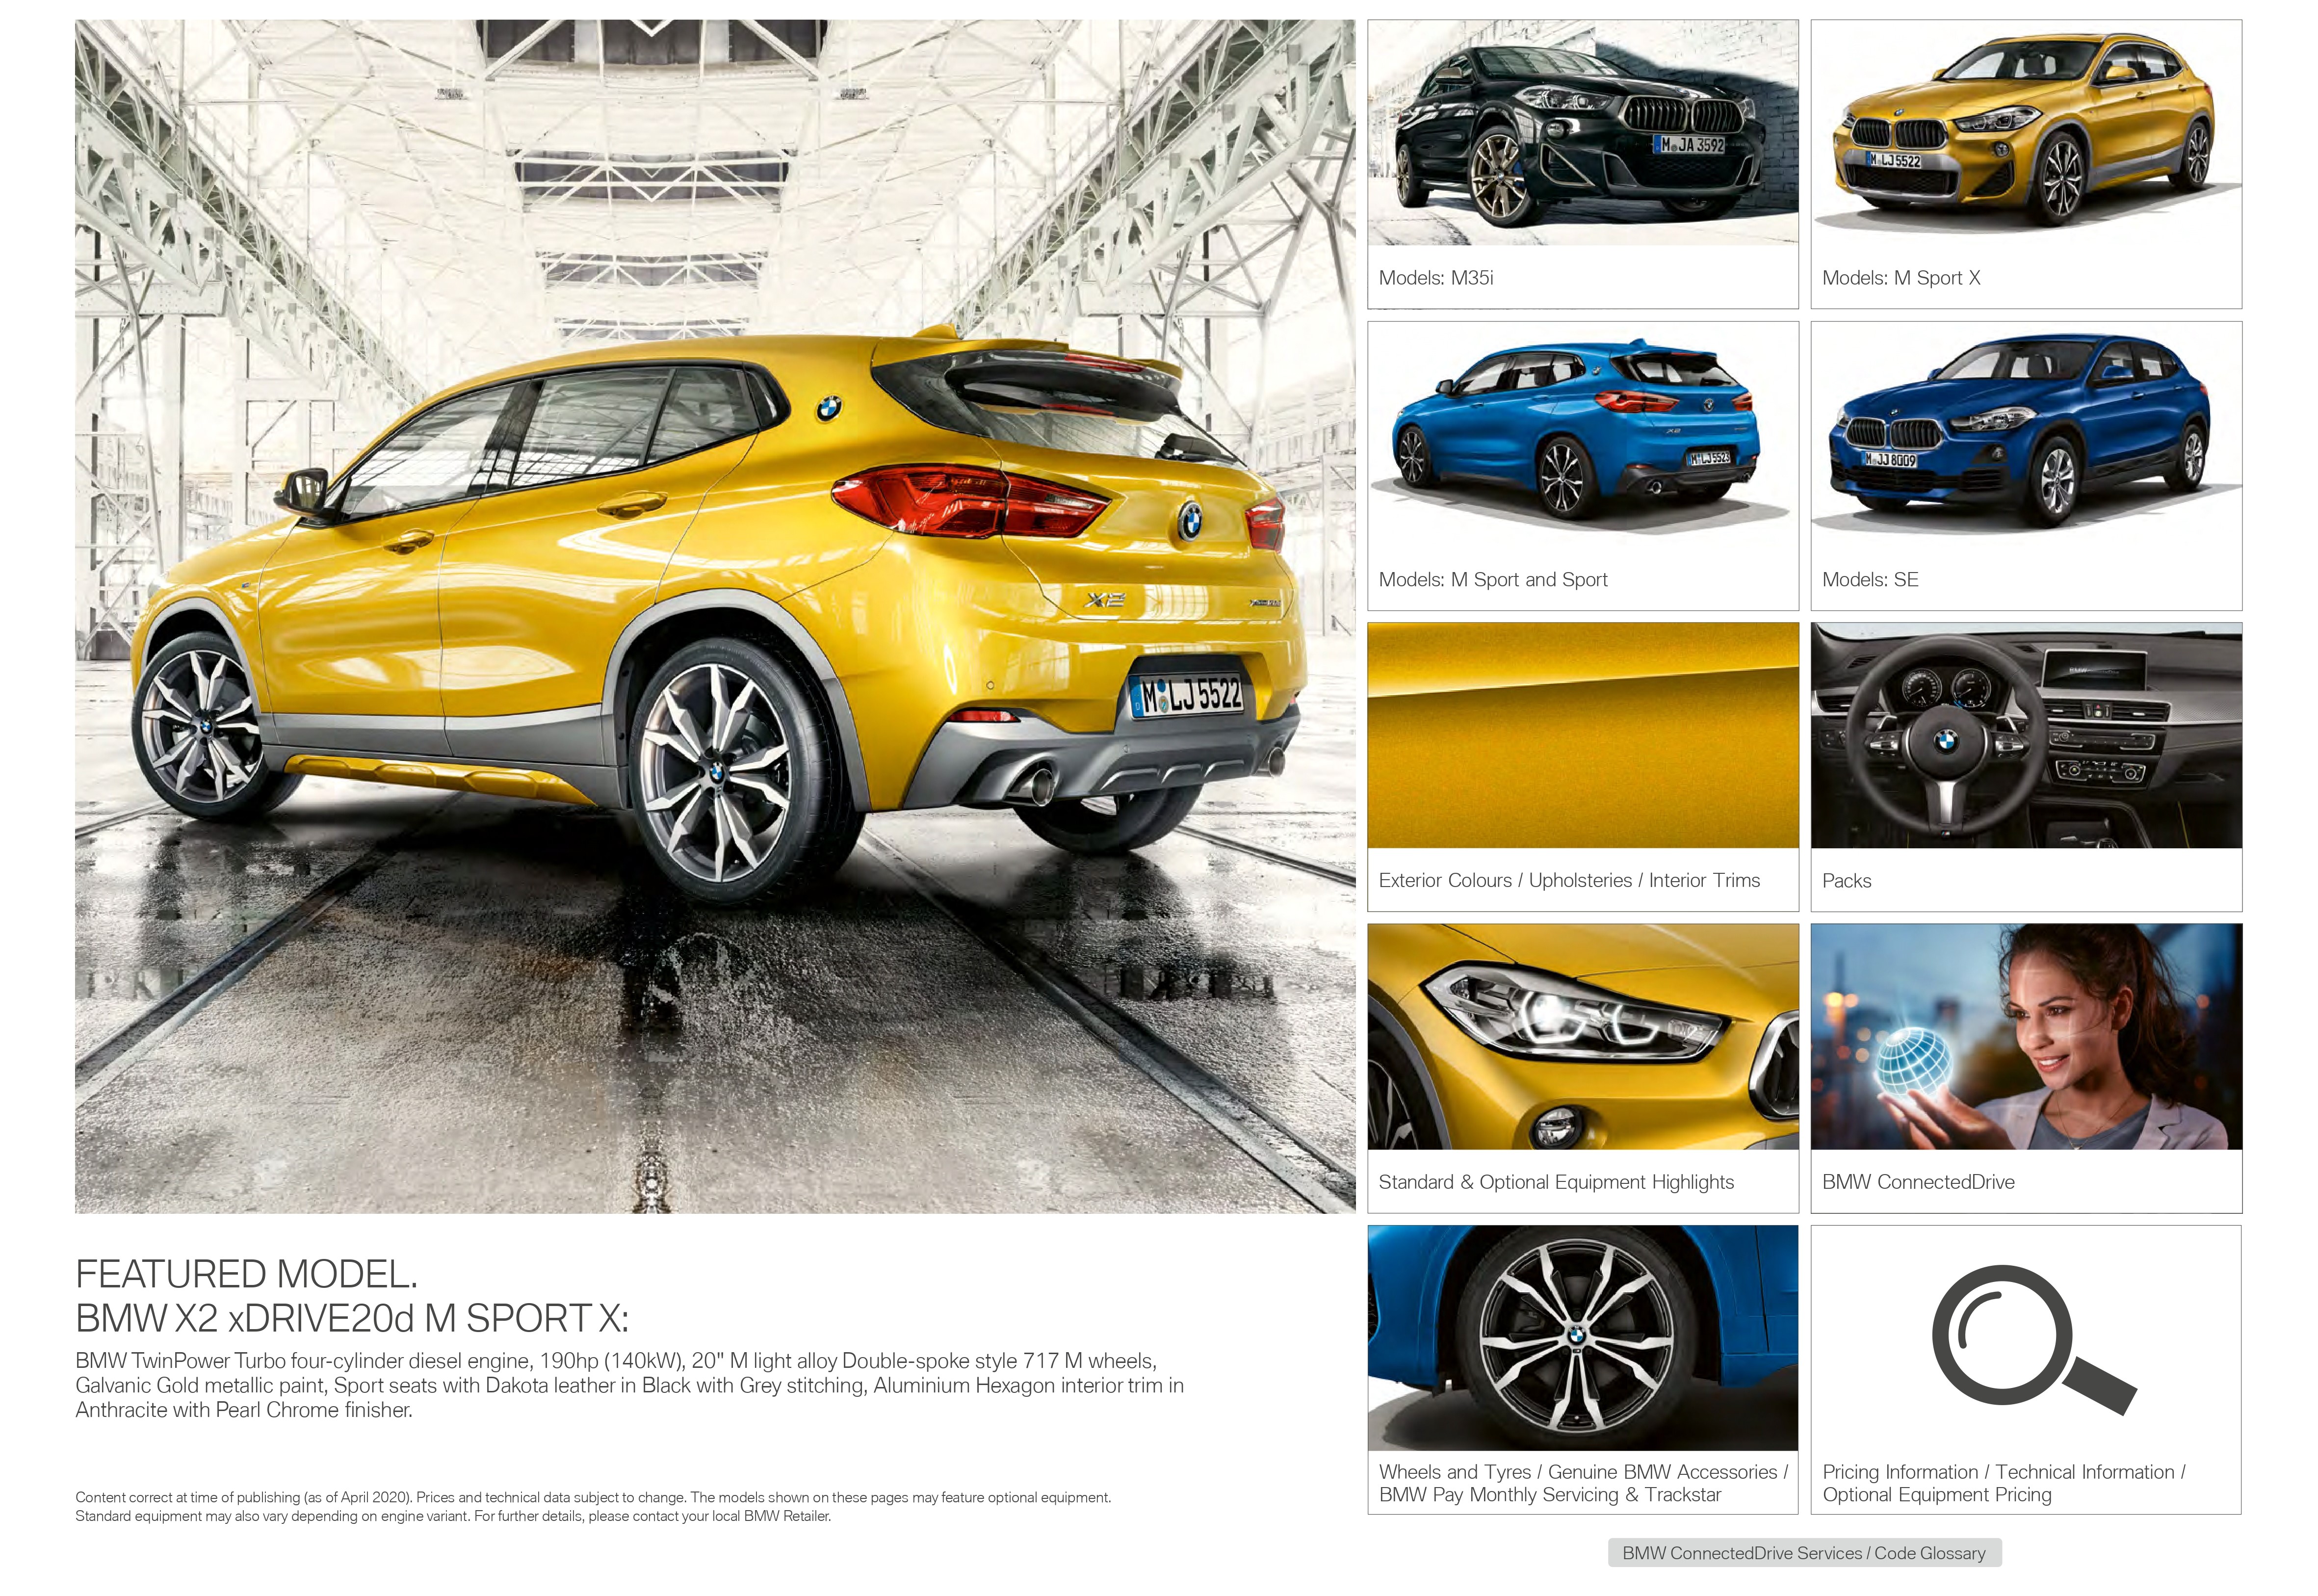 M JA 3592
M LJ 5522
Models: M35i
Models: M Sport X
M LJ 5523
M JJ 8009
Models: M Sport and Sport
Models: SE
X2
M LJ 5522
BMW
Exterior Colours / Upholsteries / Interior Trims
Packs
Standard & Optional Equipment Highlights
BMW ConnectedDrive
FEATURED MODEL.
BMW X2 xDRIVE20d M SPORT X:
BMW TwinPower Turbo four-cylinder diesel engine, 190hp (140kW), 20" M light alloy Double-spoke style 717 M wheels,
Galvanic Gold metallic paint, Sport seats with Dakota leather in Black with Grey stitching, Aluminium Hexagon interior trim in
Anthracite with Pearl Chrome finisher.
Content correct at time of publishing (as of April 2020). Prices and technical data subject to change. The models shown on these pages may feature optional equipment.
Standard equipment may also vary depending on engine variant. For further details, please contact your local BMW Retailer.
Wheels and Tyres / Genuine BMW Accessories /
BMW Pay Monthly Servicing & Trackstar
Pricing Information / Technical Information /
Optional Equipment Pricing
BMW ConnectedDrive Services / Code Glossary